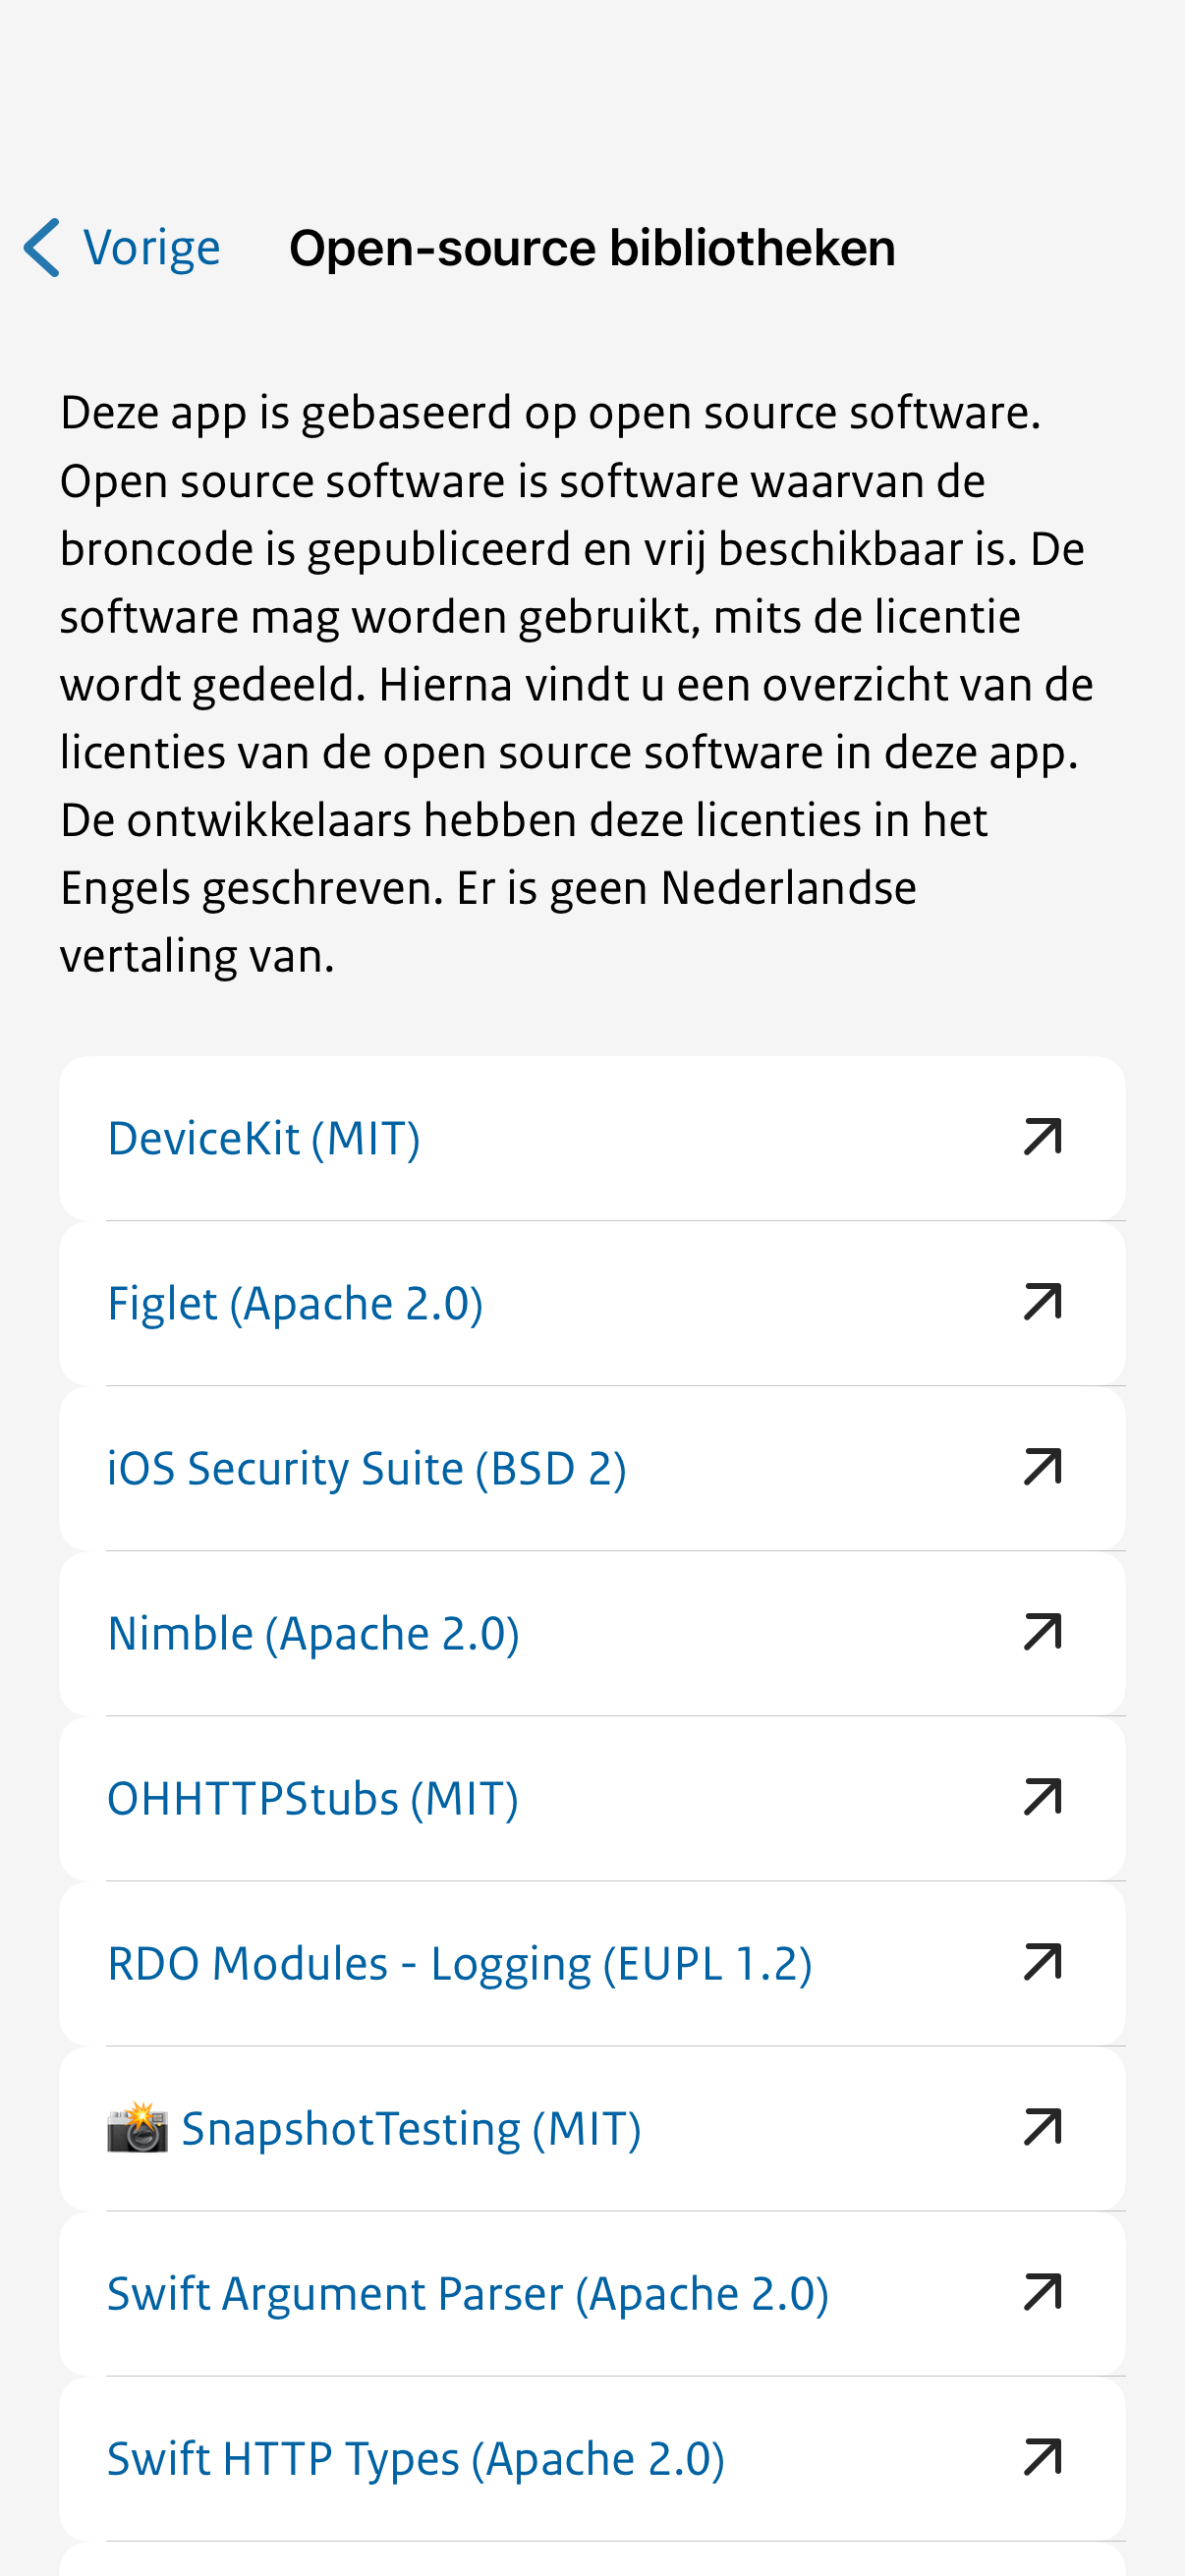 Vorige
Open-source bibliotheken
Deze app is gebaseerd op open source software.
Open source software is software waarvan de
broncode is gepubliceerd en vrij beschikbaar is. De
software mag worden gebruikt, mits de licentie
wordt gedeeld. Hierna vindt u een overzicht van de
licenties van de open source software in deze app.
De ontwikkelaars hebben deze licenties in het
Engels geschreven. Er is geen Nederlandse
vertaling van.
DeviceKit (MIT)
Figlet (Apache 2.0)
iOS Security Suite (BSD 2)
Nimble (Apache 2.0)
OHHTTPStubs (MIT)
RDO Modules - Logging (EUPL 1.2)
📸 SnapshotTesting (MIT)
Swift Argument Parser (Apache 2.0)
Swift HTTP Types (Apache 2.0)